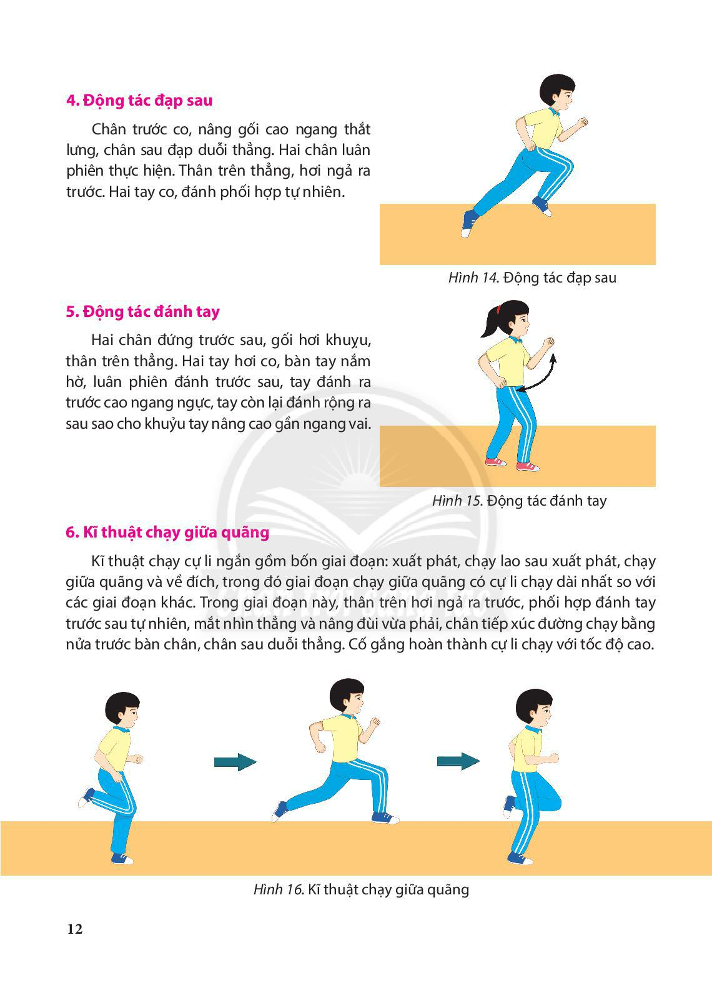 4. Động tác đạp sau
Chân trước co, nâng gối cao ngang thắt
lưng, chân sau đạp duỗi thẳng. Hai chân luân
phiên thực hiện. Thân trên thẳng, hơi ngả ra
trước. Hai tay co, đánh phối hợp tự nhiên.
Hình 14. Động tác đạp sau
5. Động tác đánh tay
Hai chân đứng trước sau, gối hơi khuỵu,
thân trên thẳng. Hai tay hơi co, bàn tay nắm
hờ, luân phiên đánh trước sau, tay đánh ra
trước cao ngang ngực, tay còn lại đánh rộng ra
sau sao cho khuỷu tay nâng cao gần ngang vai.
Hình 15. Động tác đánh tay
6. Kĩ thuật chạy giữa quãng
Kĩ thuật chạy cự li ngắn gồm bốn giai đoạn: xuất phát, chạy lao sau xuất phát, chạy
giữa quãng và về đích, trong đó giai đoạn chạy giữa quãng có cự li chạy dài nhất so với
các giai đoạn khác. Trong giai đoạn này, thân trên hơi ngả ra trước, phối hợp đánh tay
trước sau tự nhiên, mắt nhìn thẳng và nâng đùi vừa phải, chân tiếp xúc đường chạy bằng
nửa trước bàn chân, chân sau duỗi thẳng. Cố gắng hoàn thành cự li chạy với tốc độ cao.
Chân trời sáng tạo
Hình 16. Kĩ thuật chạy giữa quãng
12